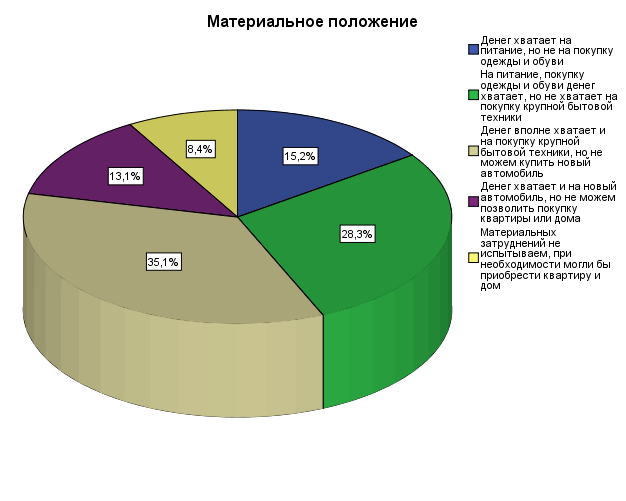 Материальное положение
Денег хватает на
питание, но не на покупку
одежды и обуви
На питание, покупку
одежды и обуви денег
хватает, но не хватает на
покупку крупной бытовой
техники
Денег вполне хватает и
на покупку крупной
бытовой техники, но не
можем купить новый
автомобиль
Денег хватает и на новый
автомобиль, но не можем
позволить покупку
квартиры или дома
Материальных
затруднений не
испытываем, при
необходимости могли бы
приобрести квартиру и
дом
8,4%
15,2%
13,1%
28,3%
35,1%